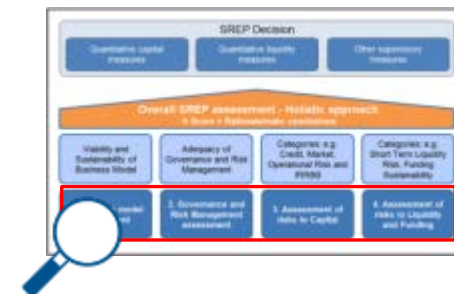 SREP Decision
Quantitative capital
measures
Quantitative liquidity
measures
Other supervisory
measures
Overall SREP assessment - Holistic approach
Viability and
Sustainability of
Business Model
Adequacy of
Governance and Risk
Management
Categories: e.g.
Credit, Market,
Operational Risk and
IRRBB
Categories: e.g.
Short Term Liquidity
Risk, Funding
Sustainability
model
2. Governance and
Risk Management
assessment
3. Assessment of
risks to Capital
4. Assessment of
risks to Liquidity
and Funding